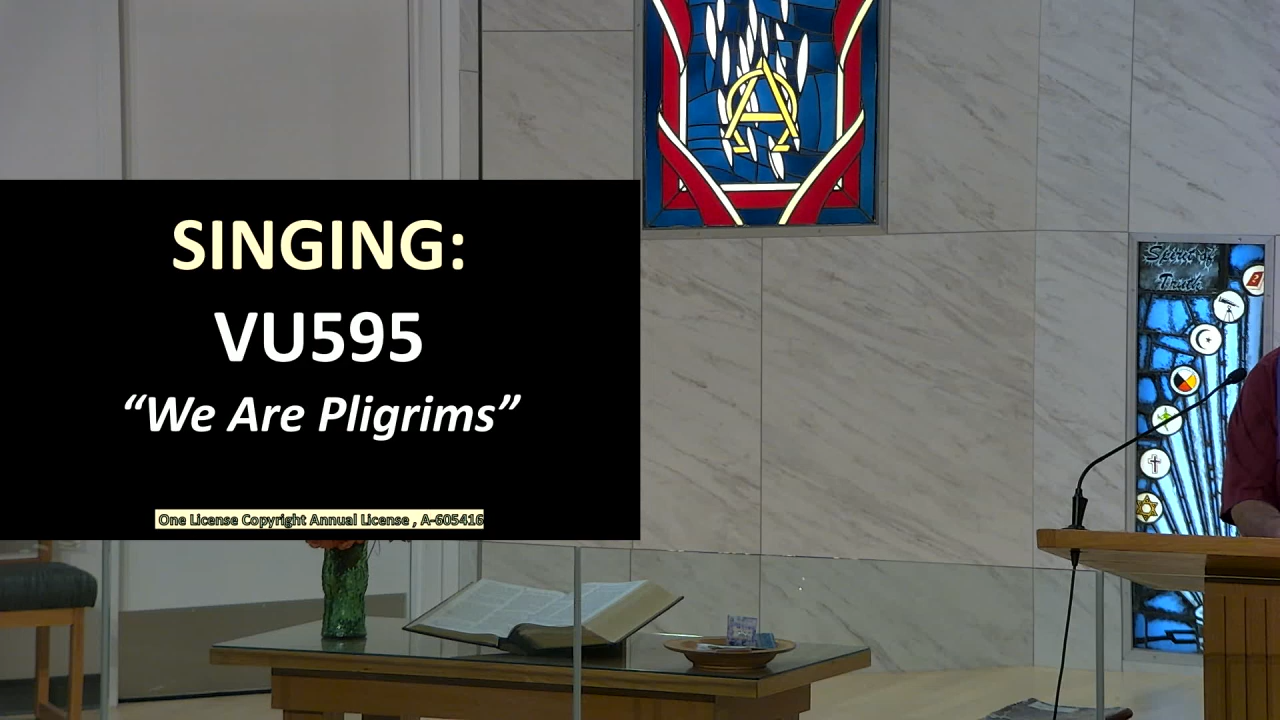 SINGING:
VU595
“We Are Pligrims”
One License Copyright Annual License , A-605416
Spirit of
Truth